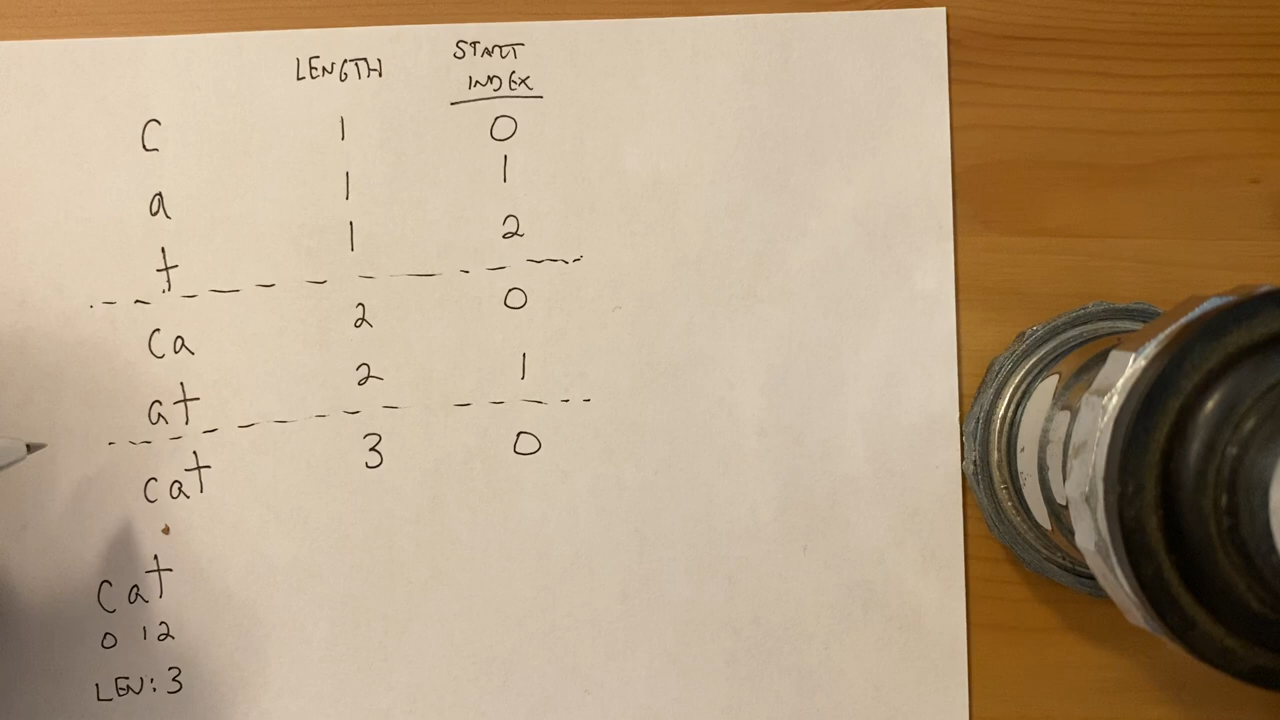 LENGTH START
INDEX
C 1 0
a 1 1
t 1 2
ca 2 0
at 2 1
cat 3 0
cat
0 1 2
LEN: 3